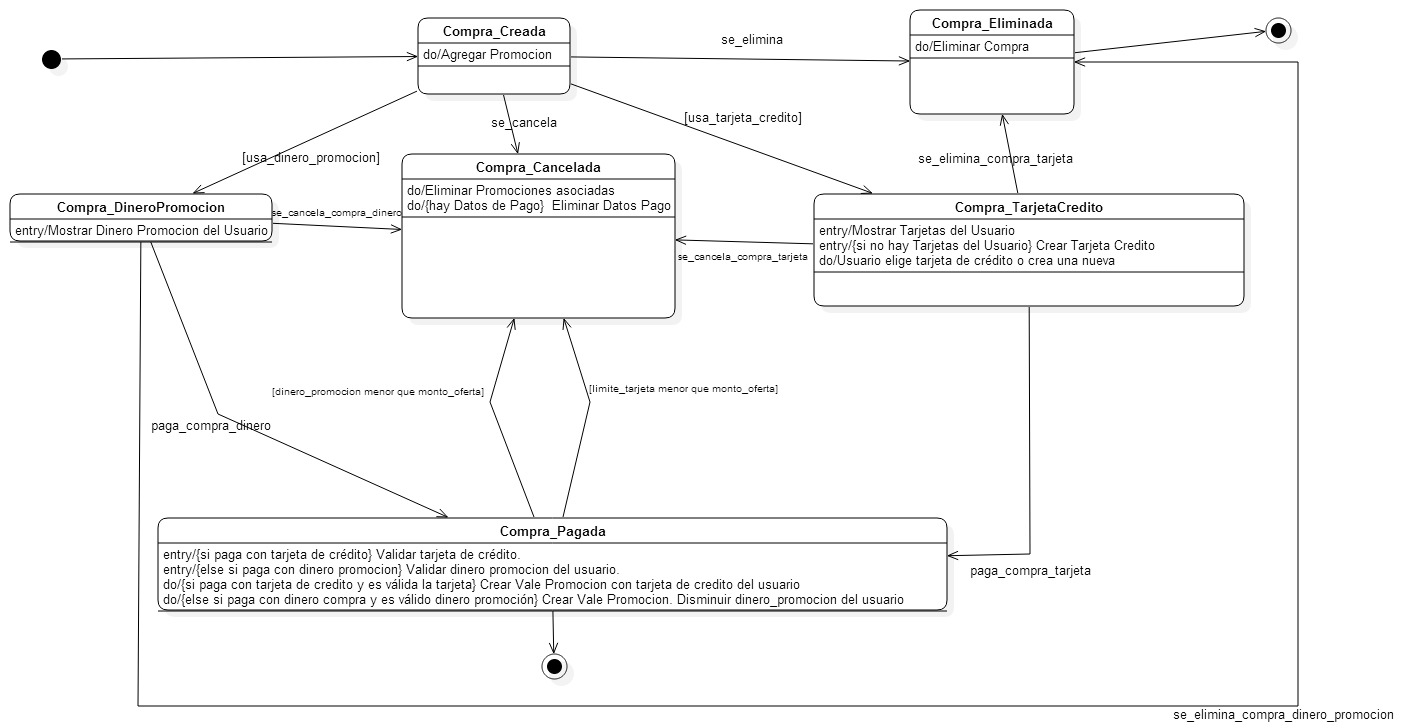 Compra_Creada
do/Agregar Promocion
se_elimina
Compra_Eliminada
do/Eliminar Compra
[usa_dinero_promocion]
se_cancela
[usa_tarjeta_credito]
se_elimina_compra_tarjeta
Compra_DineroPromocion
entry/Mostrar Dinero Promocion del Usuario
se_cancela_compra_dinero
Compra_Cancelada
do/Eliminar Promociones asociadas
do/{hay Datos de Pago}  Eliminar Datos Pago
se_cancela_compra_tarjeta
Compra_TarjetaCredito
entry/Mostrar Tarjetas del Usuario
entry/{si no hay Tarjetas del Usuario} Crear Tarjeta Credito
do/Usuario elige tarjeta de crédito o crea una nueva
[dinero_promocion menor que monto_oferta]
[limite_tarjeta menor que monto_oferta]
paga_compra_dinero
paga_compra_tarjeta
Compra_Pagada
entry/{si paga con tarjeta de crédito} Validar tarjeta de crédito.
entry/{else si paga con dinero promocion} Validar dinero promocion del usuario.
do/{si paga con tarjeta de credito y es válida la tarjeta} Crear Vale Promocion con tarjeta de credito del usuario
do/{else si paga con dinero compra y es válido dinero promoción} Crear Vale Promocion. Disminuir dinero_promocion del usuario
se_elimina_compra_dinero_promocion